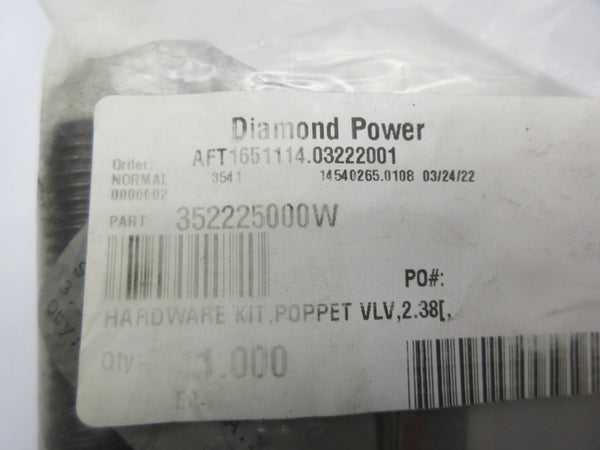 Diamond Power
Order: AFT1651114.03222001
NORMAL 3541 14540265.0108 03/24/22
0000002
PART 352225000W
PO#:
HARDWARE KIT,POPPET VLV,2.38[,
Qty: 1.000
Qty: